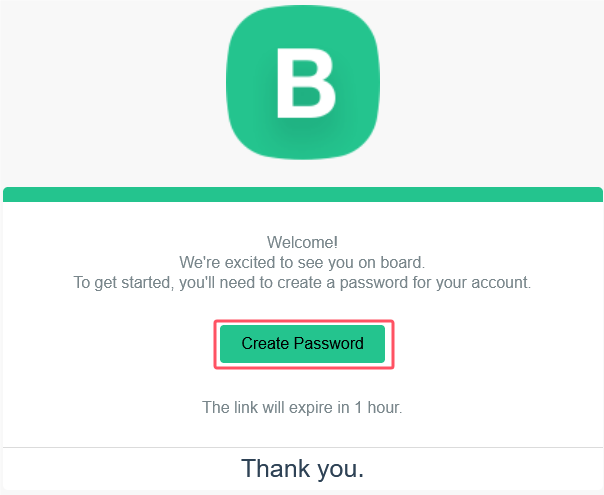 B
Welcome!
We're excited to see you on board.
To get started, you'll need to create a password for your account.
Create Password
The link will expire in 1 hour.
Thank you.